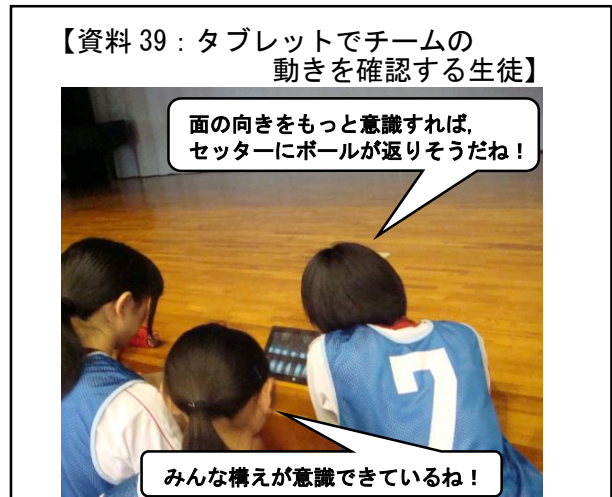 【資料39：タブレットでチームの
動きを確認する生徒】
面の向きをもっと意識すれば，
セッターにボールが返りそうだね！
7
みんな構えが意識できているね！